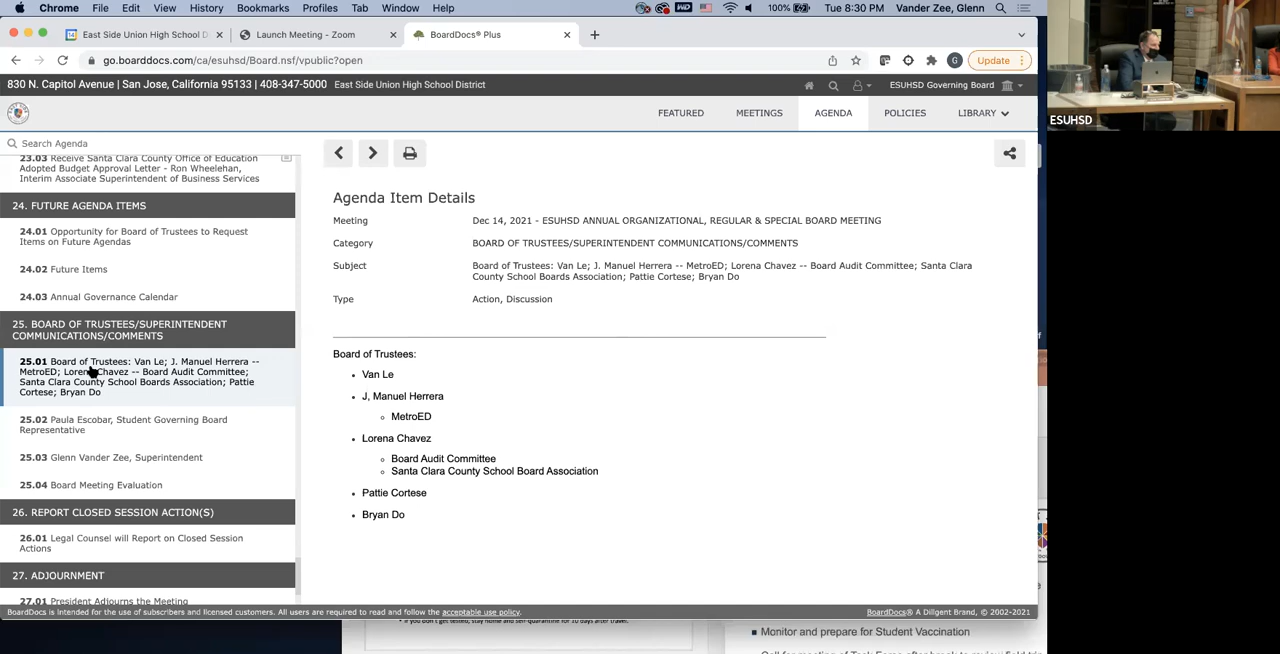 Chrome File Edit View History Bookmarks Profiles Tab Window Help 100% Tue 8:30 PM Vander Zee, Glenn
East Side Union High School D Launch Meeting - Zoom BoardDocs® Plus
go.boarddocs.com/ca/esuhsd/Board.nsf/vpublic?open G Update
830 N. Capitol Avenue | San Jose, California 95133 | 408-347-5000 East Side Union High School District ESUHSD Governing Board
ESUHSD
FEATURED MEETINGS AGENDA POLICIES LIBRARY
Search Agenda
23.03 Receive Santa Clara County Office of Education
Adopted Budget Approval Letter - Ron Wheelehan,
Interim Associate Superintendent of Business Services
24. FUTURE AGENDA ITEMS
24.01 Opportunity for Board of Trustees to Request
Items on Future Agendas
24.02 Future Items
24.03 Annual Governance Calendar
25. BOARD OF TRUSTEES/SUPERINTENDENT
COMMUNICATIONS/COMMENTS
25.01 Board of Trustees: Van Le; J. Manuel Herrera --
MetroED; Lorena Chavez -- Board Audit Committee;
Santa Clara County School Boards Association; Pattie
Cortese; Bryan Do
25.02 Paula Escobar, Student Governing Board
Representative
25.03 Glenn Vander Zee, Superintendent
25.04 Board Meeting Evaluation
26. REPORT CLOSED SESSION ACTION(S)
26.01 Legal Counsel will Report on Closed Session
Actions
27. ADJOURNMENT
27.01 President Adjourns the Meeting
Agenda Item Details
Meeting Dec 14, 2021 - ESUHSD ANNUAL ORGANIZATIONAL, REGULAR & SPECIAL BOARD MEETING
Category BOARD OF TRUSTEES/SUPERINTENDENT COMMUNICATIONS/COMMENTS
Subject Board of Trustees: Van Le; J. Manuel Herrera -- MetroED; Lorena Chavez -- Board Audit Committee; Santa Clara
County School Boards Association; Pattie Cortese; Bryan Do
Type Action, Discussion
Board of Trustees:
Van Le
J, Manuel Herrera
MetroED
Lorena Chavez
Board Audit Committee
Santa Clara County School Board Association
Pattie Cortese
Bryan Do
BoardDocs is intended for the use of subscribers and licensed customers. All users are required to read and follow the acceptable use policy. BoardDocs® A Diligent Brand, © 2002-2021
If you don't get tested, stay home and self-quarantine for 10 days after travel.
Monitor and prepare for Student Vaccination